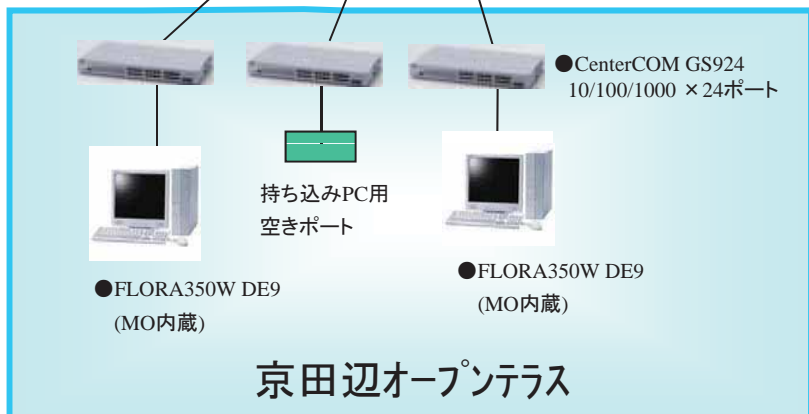 ●CenterCOM GS924
10/100/1000 ×24ポート
持ち込みPC用
空きポート
●FLORA350W DE9
(MO内蔵)
●FLORA350W DE9
(MO内蔵)
京田辺オープンテラス